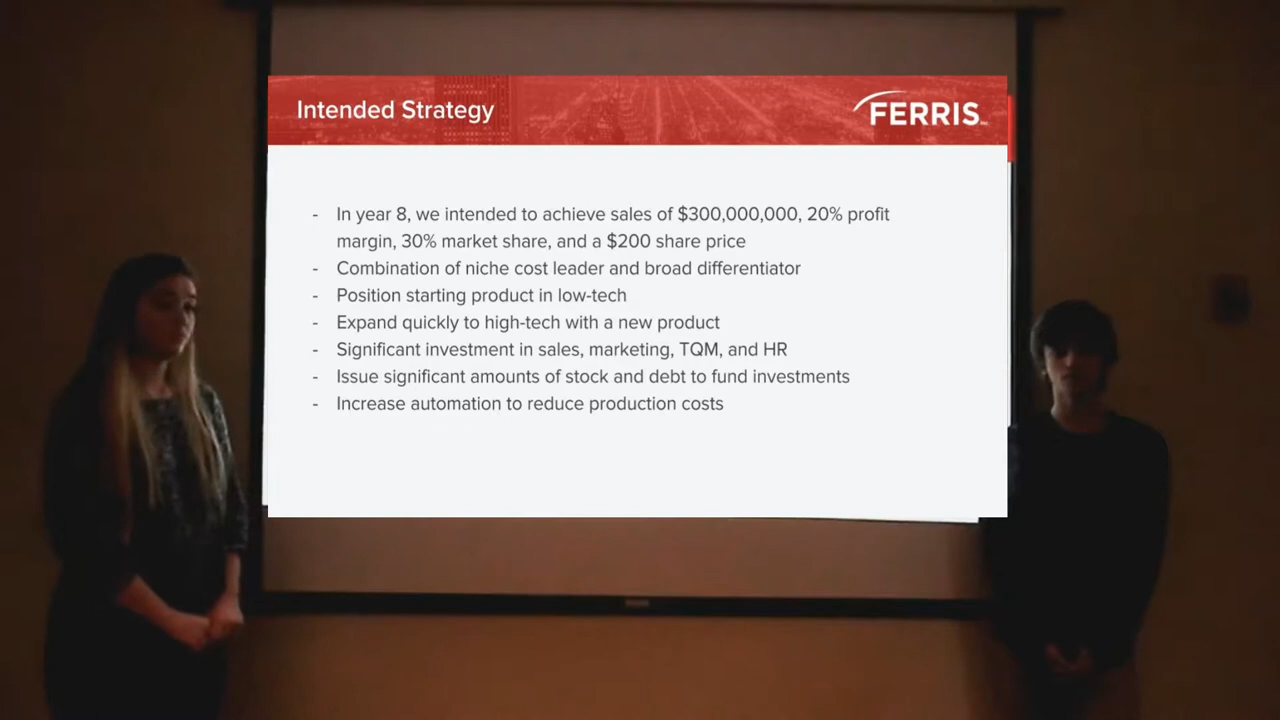 Intended Strategy
FERRIS
- In year 8, we intended to achieve sales of $300,000,000, 20% profit
margin, 30% market share, and a $200 share price
- Combination of niche cost leader and broad differentiator
- Position starting product in low-tech
- Expand quickly to high-tech with a new product
- Significant investment in sales, marketing, TQM, and HR
- Issue significant amounts of stock and debt to fund investments
- Increase automation to reduce production costs